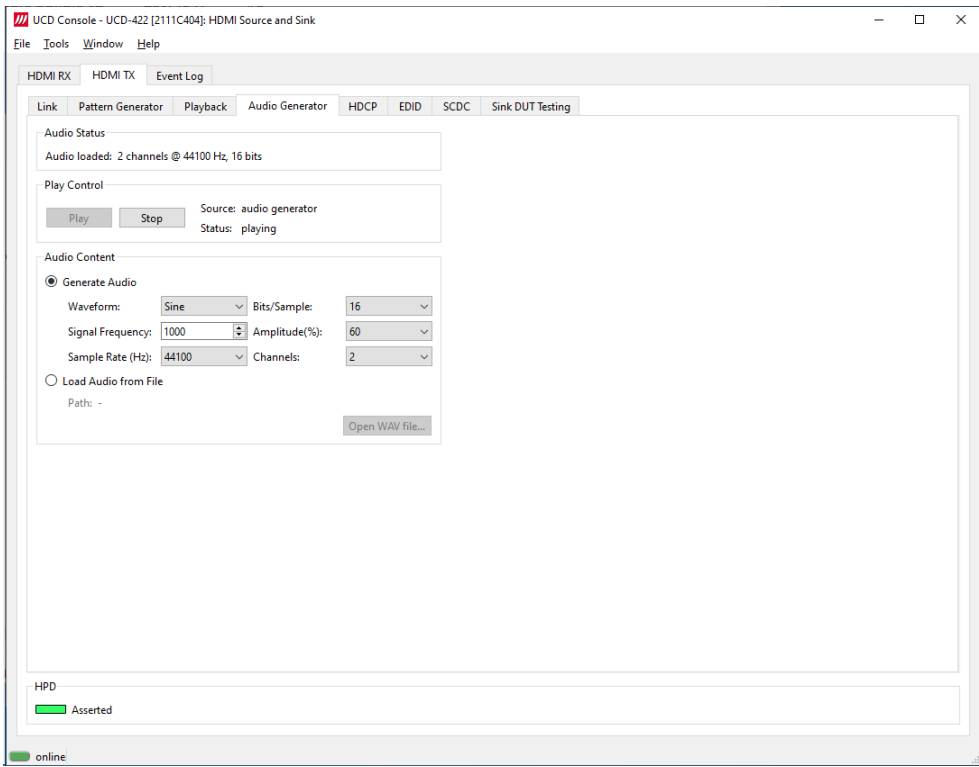 UCD Console - UCD-422 [2111C404]: HDMI Source and Sink
File Tools Window Help
HDMI RX HDMI TX Event Log
Link Pattern Generator Playback Audio Generator HDCP EDID SCDC Sink DUT Testing
Audio Status
Audio loaded: 2 channels @ 44100 Hz, 16 bits
Play Control
Play Stop Source: audio generator
Status: playing
Audio Content
Generate Audio
Waveform: Sine Bits/Sample: 16
Signal Frequency: 1000 Amplitude(%): 60
Sample Rate (Hz): 44100 Channels: 2
Load Audio from File
Path: -
Open WAV file...
HPD
Asserted
online